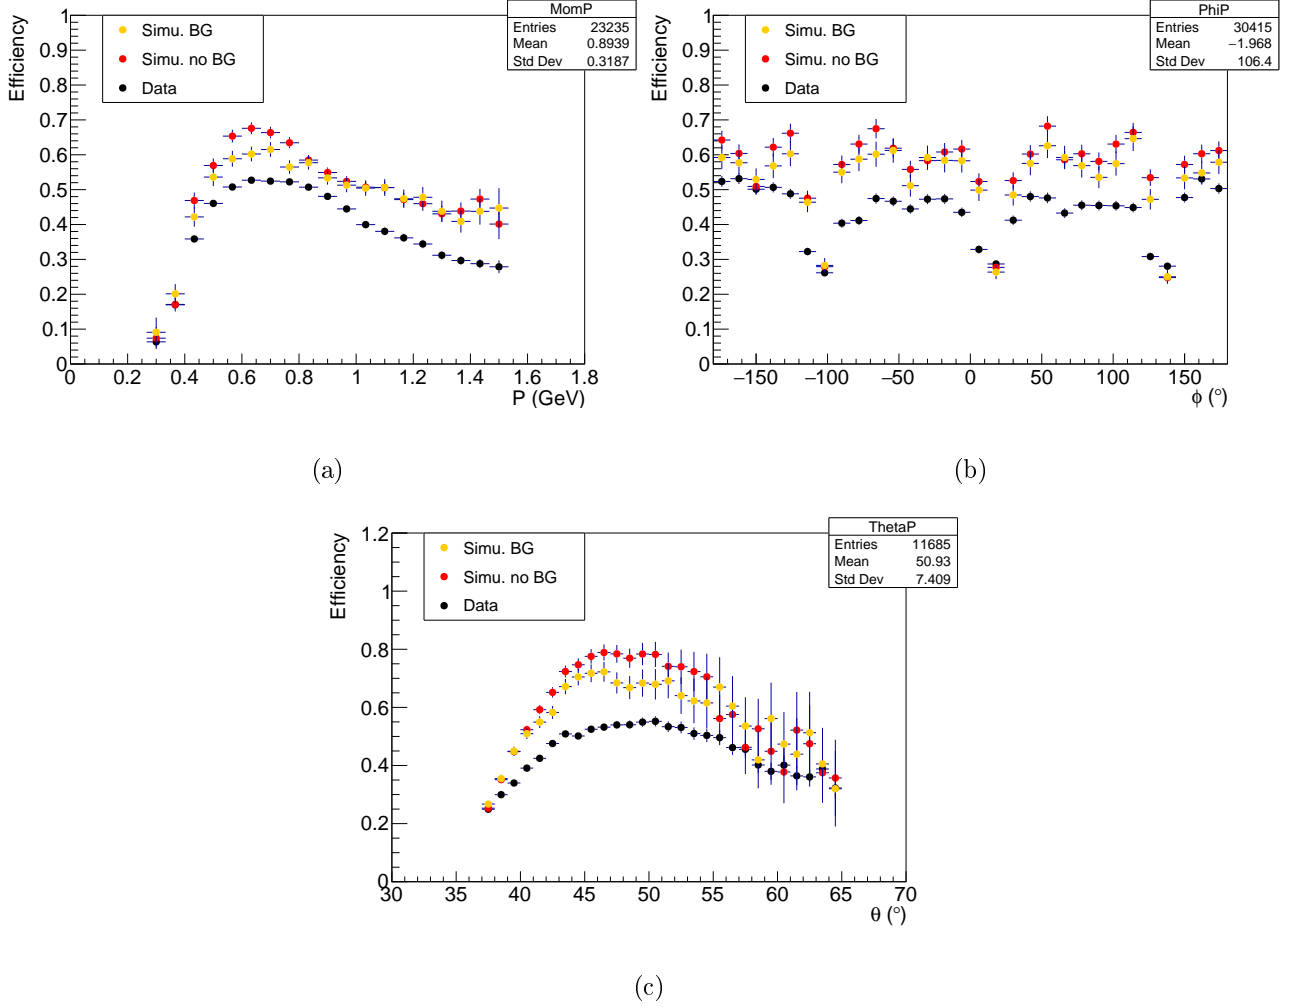 MomP
Entries 23235
Mean 0.8939
Std Dev 0.3187
Simu. BG
Simu. no BG
Data
Efficiency
1
0.9
0.8
0.7
0.6
0.5
0.4
0.3
0.2
0.1
0
0 0.2 0.4 0.6 0.8 1 1.2 1.4 1.6 1.8
P (GeV)
(a)
PhiP
Entries 30415
Mean −1.968
Std Dev 106.4
Simu. BG
Simu. no BG
Data
Efficiency
1
0.9
0.8
0.7
0.6
0.5
0.4
0.3
0.2
0.1
0
−150 −100 −50 0 50 100 150
ϕ (°)
(b)
ThetaP
Entries 11685
Mean 50.93
Std Dev 7.409
Simu. BG
Simu. no BG
Data
Efficiency
1.2
1
0.8
0.6
0.4
0.2
0
30 35 40 45 50 55 60 65 70
θ (°)
(c)